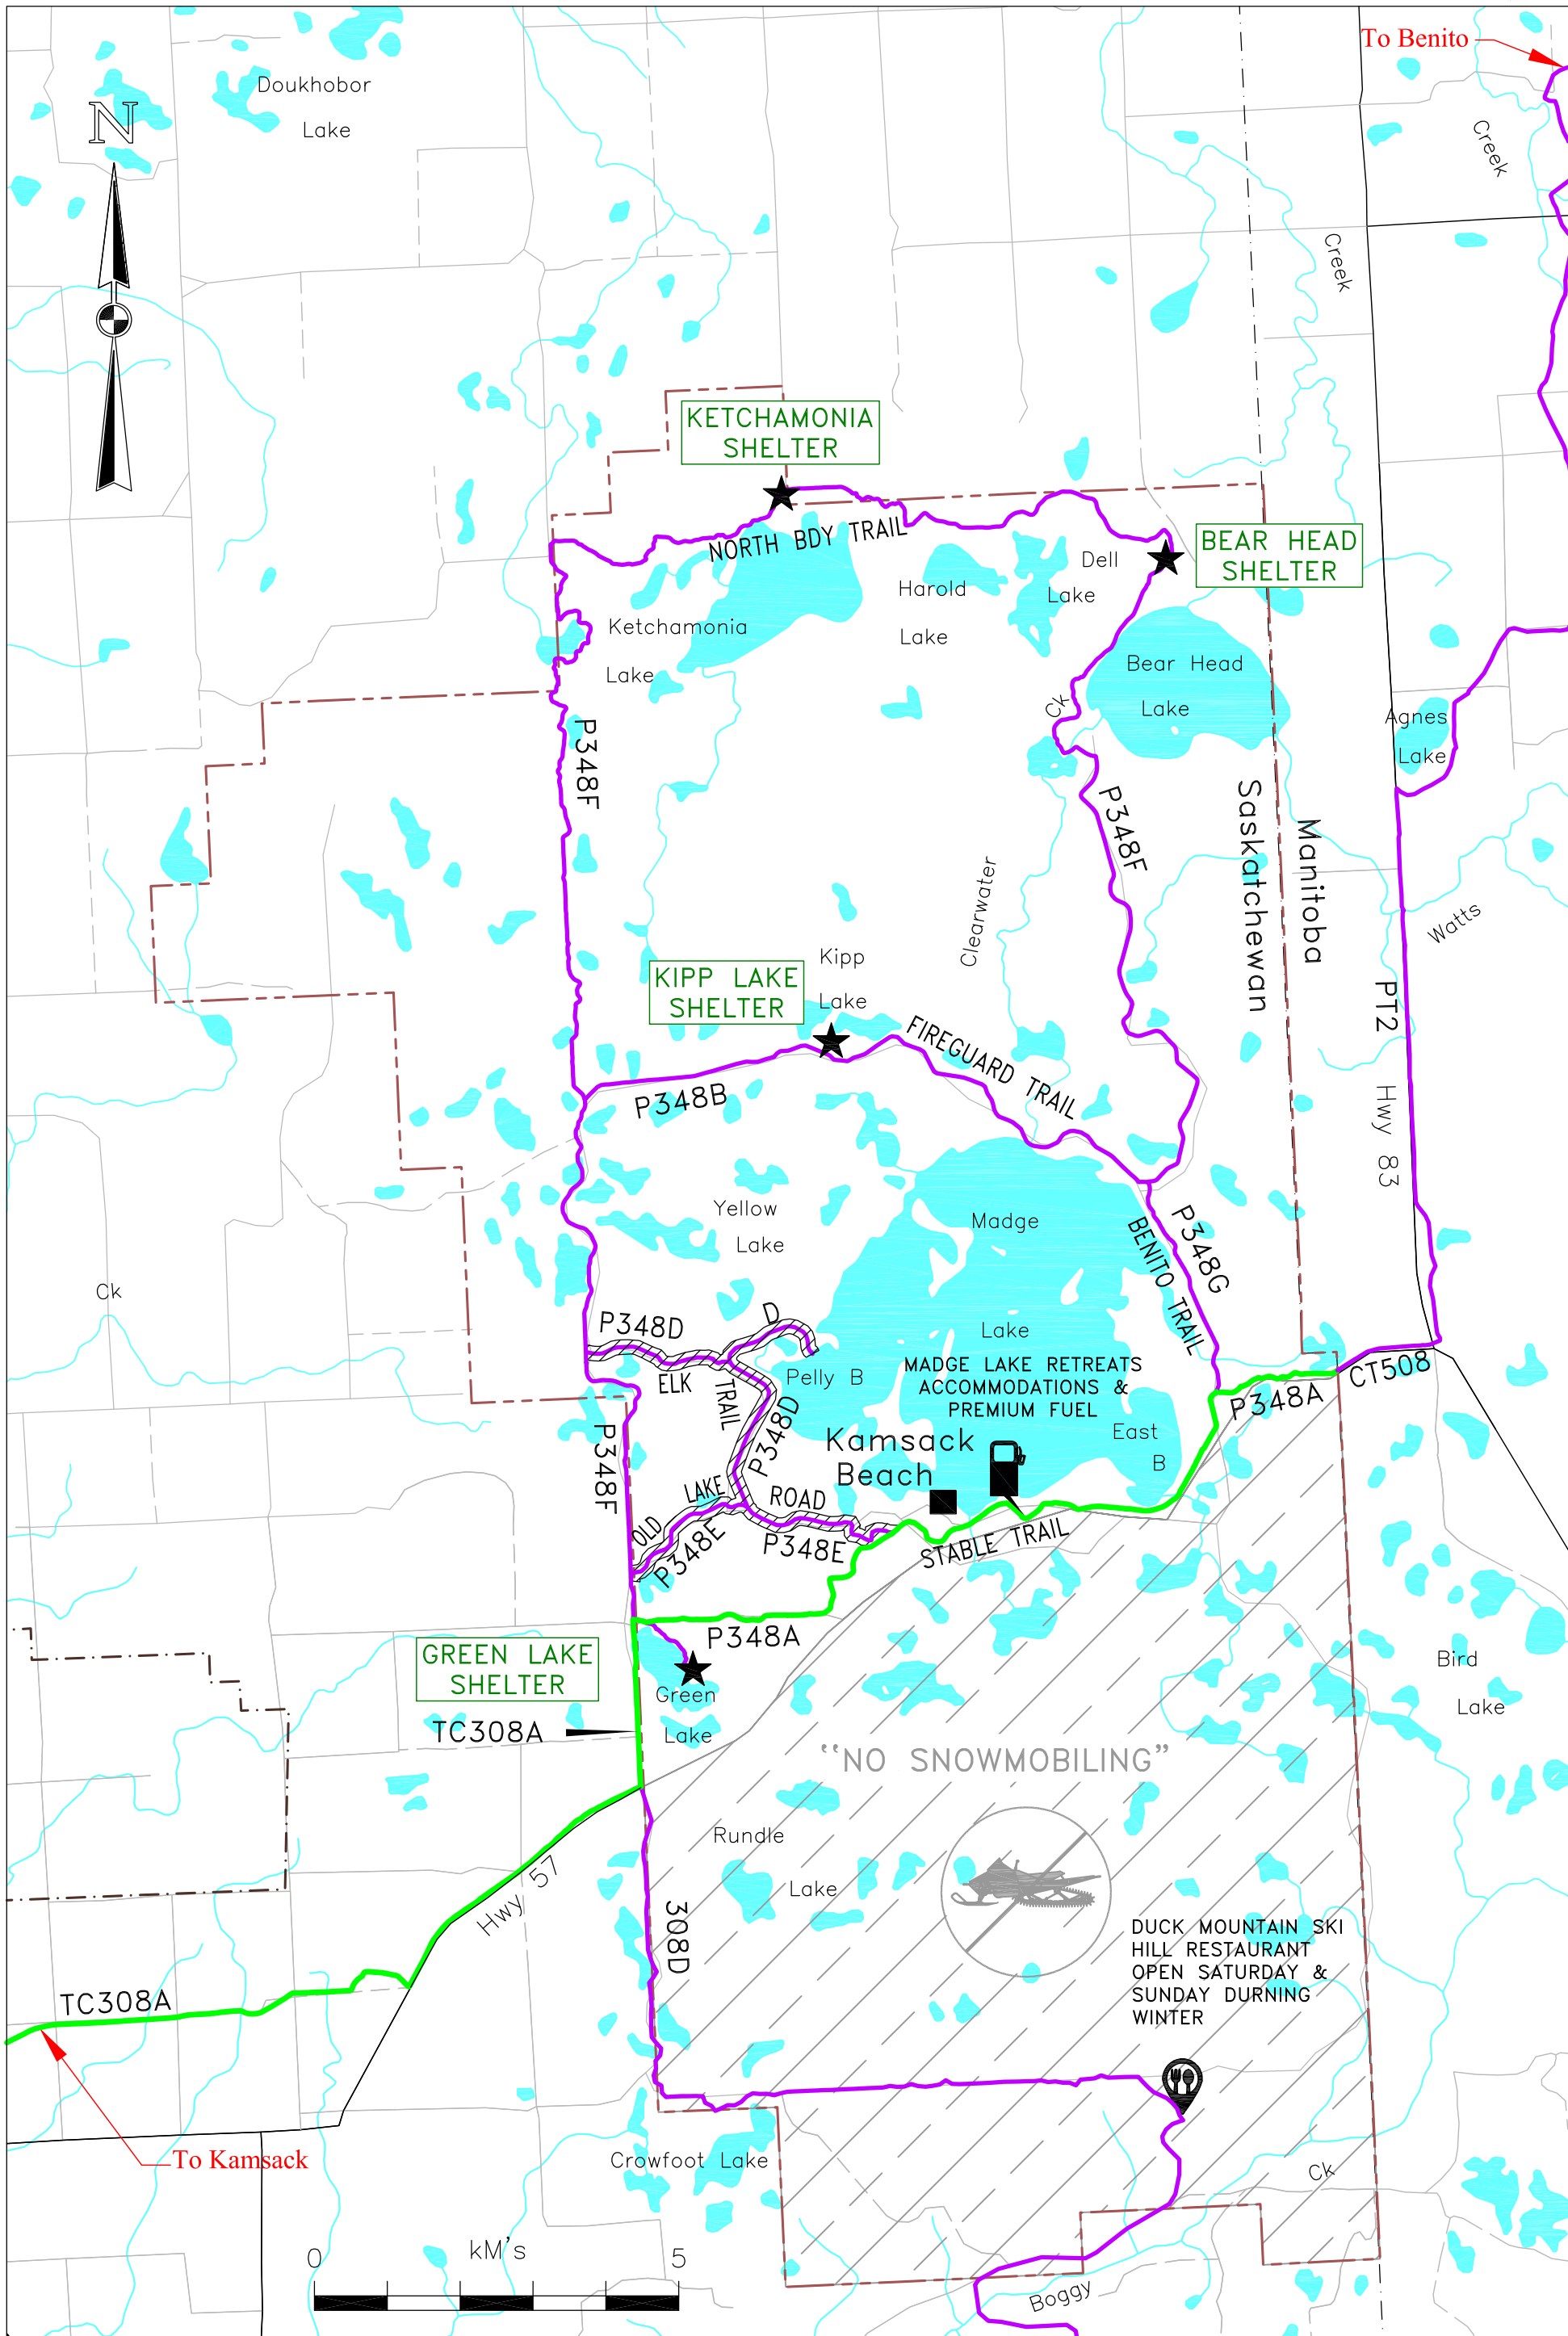 To Benito
Doukhobor
Lake
N
Creek
Creek
KETCHAMONIA
SHELTER
NORTH BDY TRAIL
BEAR HEAD
SHELTER
Dell
Lake
Harold
Lake
Ketchamonia
Lake
Bear Head
Lake
Ck
Agnes
Lake
P348F
P348F
Saskatchewan
Manitoba
Clearwater
Watts
Kipp
Lake
KIPP LAKE
SHELTER
PT2
FIREGUARD TRAIL
P348B
Hwy 83
Yellow
Lake
Madge
Lake
BENITO TRAIL
P348G
Ck
P348D
D
ELK
TRAIL
Pelly B
P348D
MADGE LAKE RETREATS
ACCOMMODATIONS &
PREMIUM FUEL
CT508
P348A
East
B
Kamsack
Beach
P348F
OLD
LAKE
ROAD
P348E
P348E
STABLE TRAIL
P348A
GREEN LAKE
SHELTER
Green
Lake
TC308A
Bird
Lake
“NO SNOWMOBILING”
Rundle
Lake
Hwy 57
308D
DUCK MOUNTAIN SKI
HILL RESTAURANT
OPEN SATURDAY &
SUNDAY DURNING
WINTER
TC308A
To Kamsack
Crowfoot Lake
Ck
Boggy
kM's
0
5